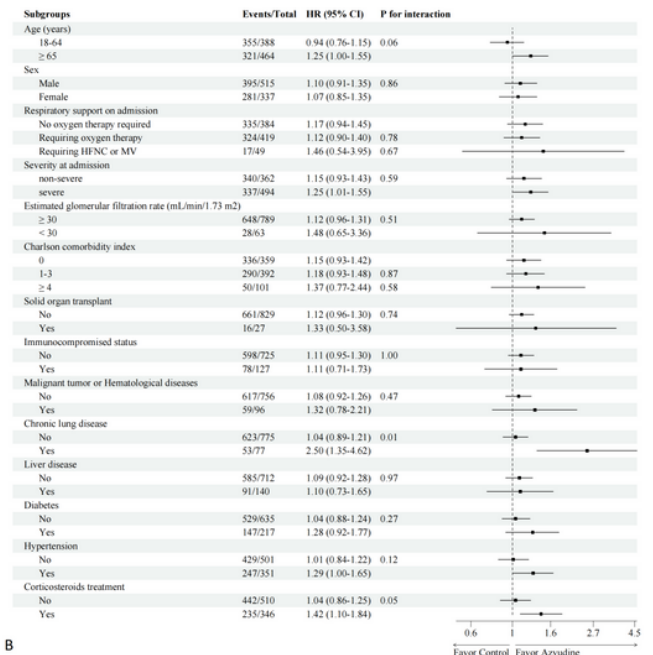 Subgroups Events/Total HR (95% CI) P for interaction
Age (years)
18-64 355/388 0.94 (0.76-1.15) 0.06
≥ 65 321/464 1.25 (1.00-1.55)
Sex
Male 395/515 1.10 (0.91-1.35) 0.86
Female 281/337 1.07 (0.85-1.35)
Respiratory support on admission
No oxygen therapy required 335/384 1.17 (0.94-1.45)
Requiring oxygen therapy 324/419 1.12 (0.90-1.40) 0.78
Requiring HFNC or MV 17/49 1.46 (0.54-3.95) 0.67
Severity at admission
non-severe 340/362 1.15 (0.93-1.43) 0.59
severe 337/494 1.25 (1.01-1.55)
Estimated glomerular filtration rate (mL/min/1.73 m2)
≥ 30 648/789 1.12 (0.96-1.31) 0.51
< 30 28/63 1.48 (0.65-3.36)
Charlson comorbidity index
0 336/359 1.15 (0.93-1.42)
1-3 290/392 1.18 (0.93-1.48) 0.87
≥ 4 50/101 1.37 (0.77-2.44) 0.58
Solid organ transplant
No 661/829 1.12 (0.96-1.30) 0.74
Yes 16/27 1.33 (0.50-3.58)
Immunocompromised status
No 598/725 1.11 (0.95-1.30) 1.00
Yes 78/127 1.11 (0.71-1.73)
Malignant tumor or Hematological diseases
No 617/756 1.08 (0.92-1.26) 0.47
Yes 59/96 1.32 (0.78-2.21)
Chronic lung disease
No 623/775 1.04 (0.89-1.21) 0.01
Yes 53/77 2.50 (1.35-4.62)
Liver disease
No 585/712 1.09 (0.92-1.28) 0.97
Yes 91/140 1.10 (0.73-1.65)
Diabetes
No 529/635 1.04 (0.88-1.24) 0.27
Yes 147/217 1.28 (0.92-1.77)
Hypertension
No 429/501 1.01 (0.84-1.22) 0.12
Yes 247/351 1.29 (1.00-1.65)
Corticosteroids treatment
No 442/510 1.04 (0.86-1.25) 0.05
Yes 235/346 1.42 (1.10-1.84)
0.6 1 1.6 2.7 4.5
B
Favor Control Favor Azvudine